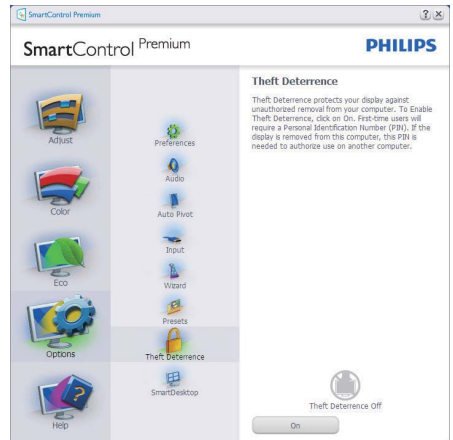 SmartControl Premium
? X
SmartControl Premium
PHILIPS
Adjust
Color
Eco
Options
Help
Preferences
Audio
Auto Pivot
Input
Wizard
Presets
Theft Deterrence
SmartDesktop
Theft Deterrence
Theft Deterrence protects your display against
unauthorized removal from your computer. To Enable
Theft Deterrence, click on On. First-time users will
require a Personal Identification Number (PIN). If the
display is removed from this computer, this PIN is
needed to authorize use on another computer.
Theft Deterrence Off
On